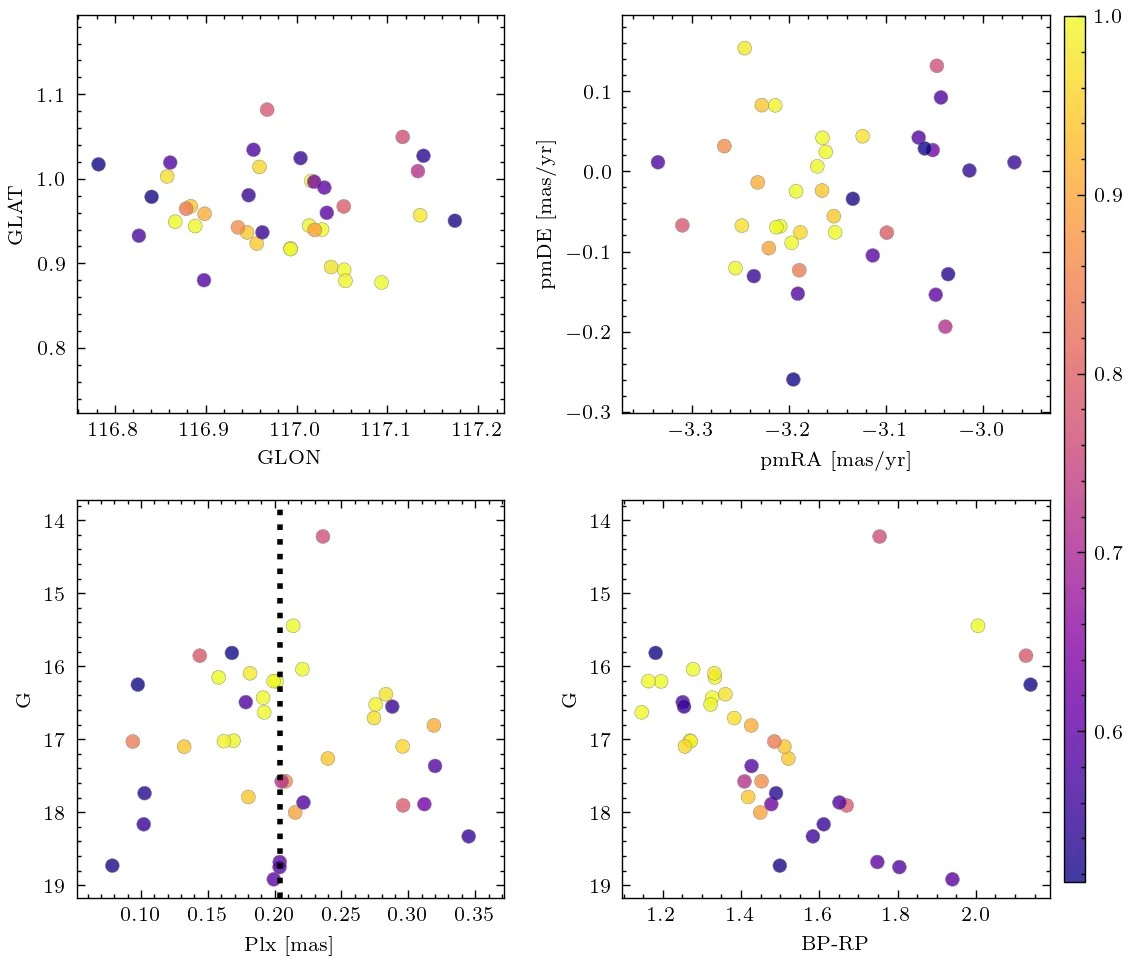 1.1
1.0
0.9
0.8
GLAT
116.8 116.9 117.0 117.1 117.2
GLON
0.1
0.0
−0.1
−0.2
−0.3
pmDE [mas/yr]
−3.3 −3.2 −3.1 −3.0
pmRA [mas/yr]
14
15
16
17
18
19
G
0.10 0.15 0.20 0.25 0.30 0.35
Plx [mas]
14
15
16
17
18
19
G
1.2 1.4 1.6 1.8 2.0
BP-RP
1.0
0.9
0.8
0.7
0.6